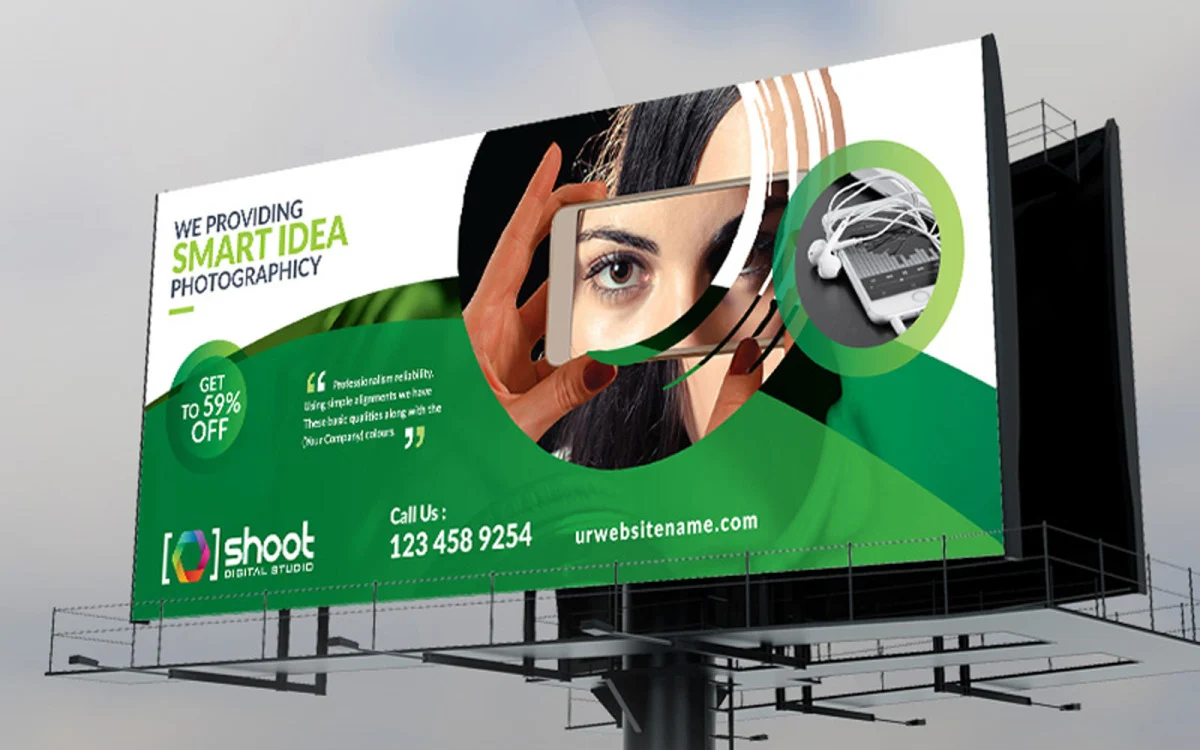 WE PROVIDING
SMART IDEA
PHOTOGRAPHICY
GET
TO 59%
OFF
“ Professionalism reliability.
Using simple alignments we have
These basic qualities along with the
(Your Company) colours. ”
[ ] shoot
DIGITAL STUDIO
Call Us :
123 458 9254
urwebsitename.com